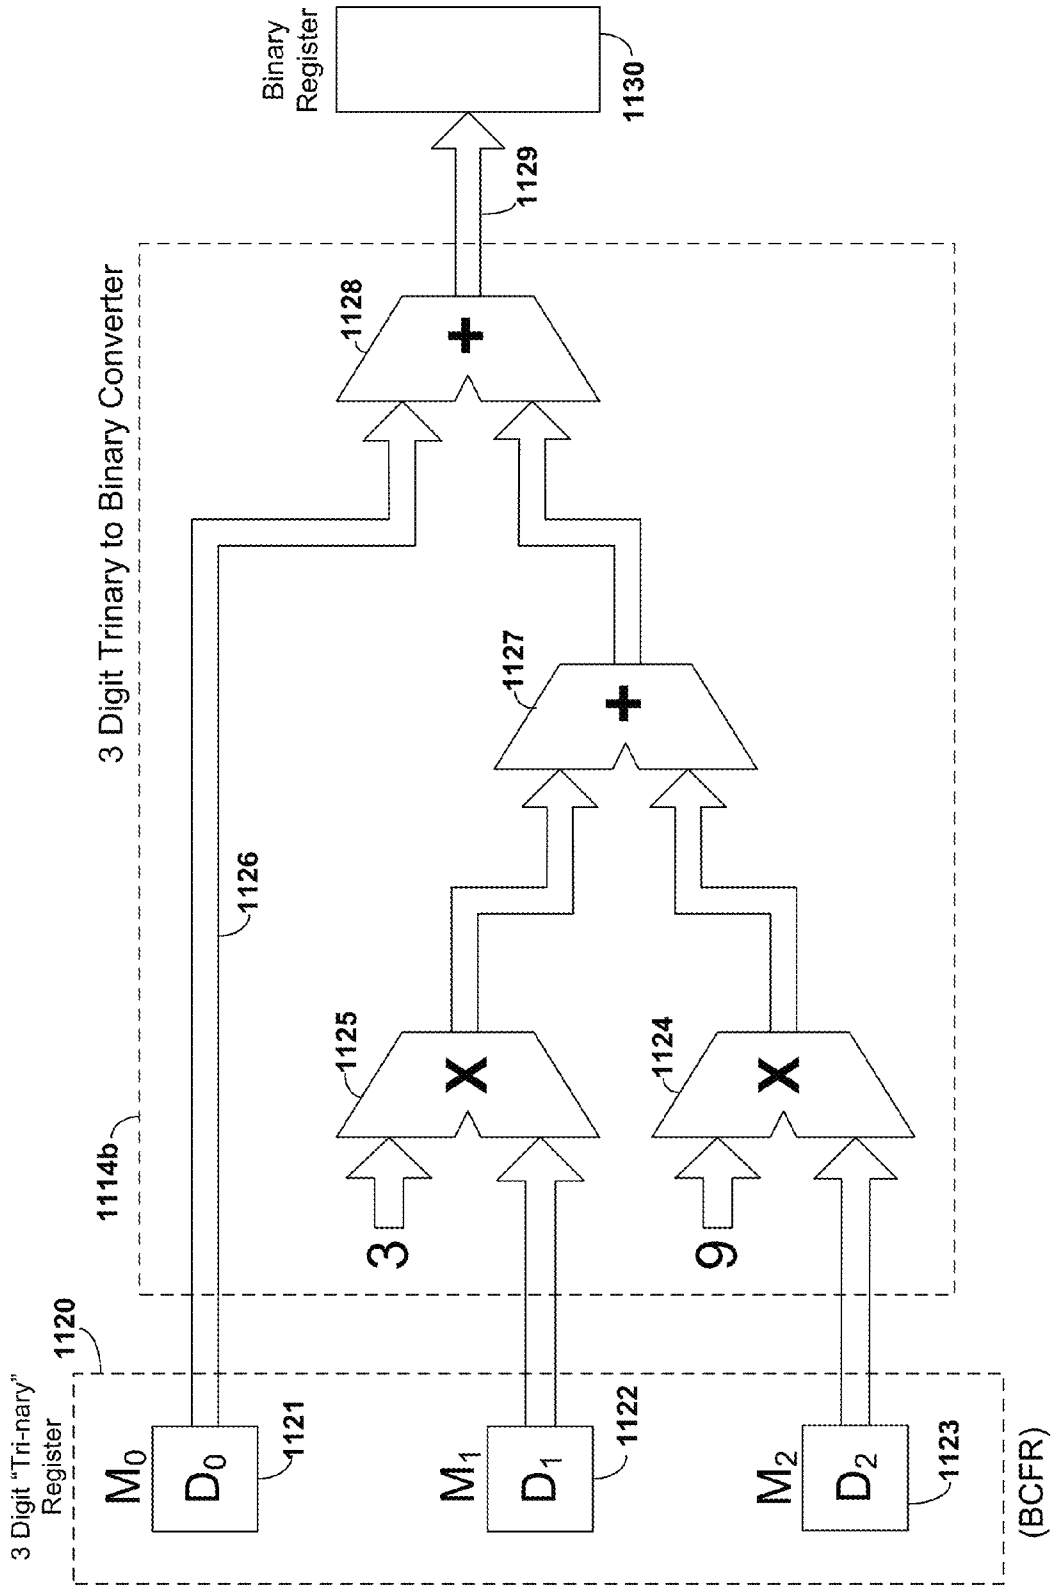 3 Digit "Tri-nary"
Register
1120
M0
D0
1121
M1
D1
1122
M2
D2
1123
(BCFR)
3 Digit Trinary to Binary Converter
1114b
3
9
1125
X
1124
X
1126
1127
+
1128
+
1129
Binary
Register
1130